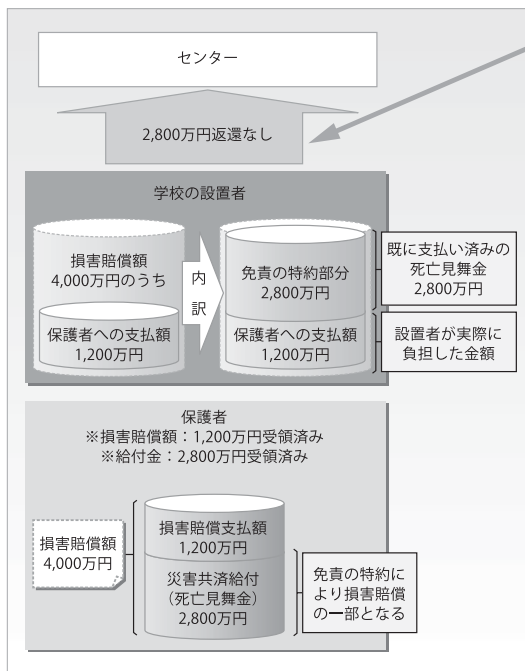 センター
2,800万円返還なし
学校の設置者
損害賠償額
4,000万円のうち
保護者への支払額
1,200万円
内
訳
免責の特約部分
2,800万円
保護者への支払額
1,200万円
既に支払い済みの
死亡見舞金
2,800万円
設置者が実際に
負担した金額
保護者
※損害賠償額：1,200万円受領済み
※給付金：2,800万円受領済み
損害賠償額
4,000万円
損害賠償支払額
1,200万円
災害共済給付
（死亡見舞金）
2,800万円
免責の特約に
より損害賠償
の一部となる